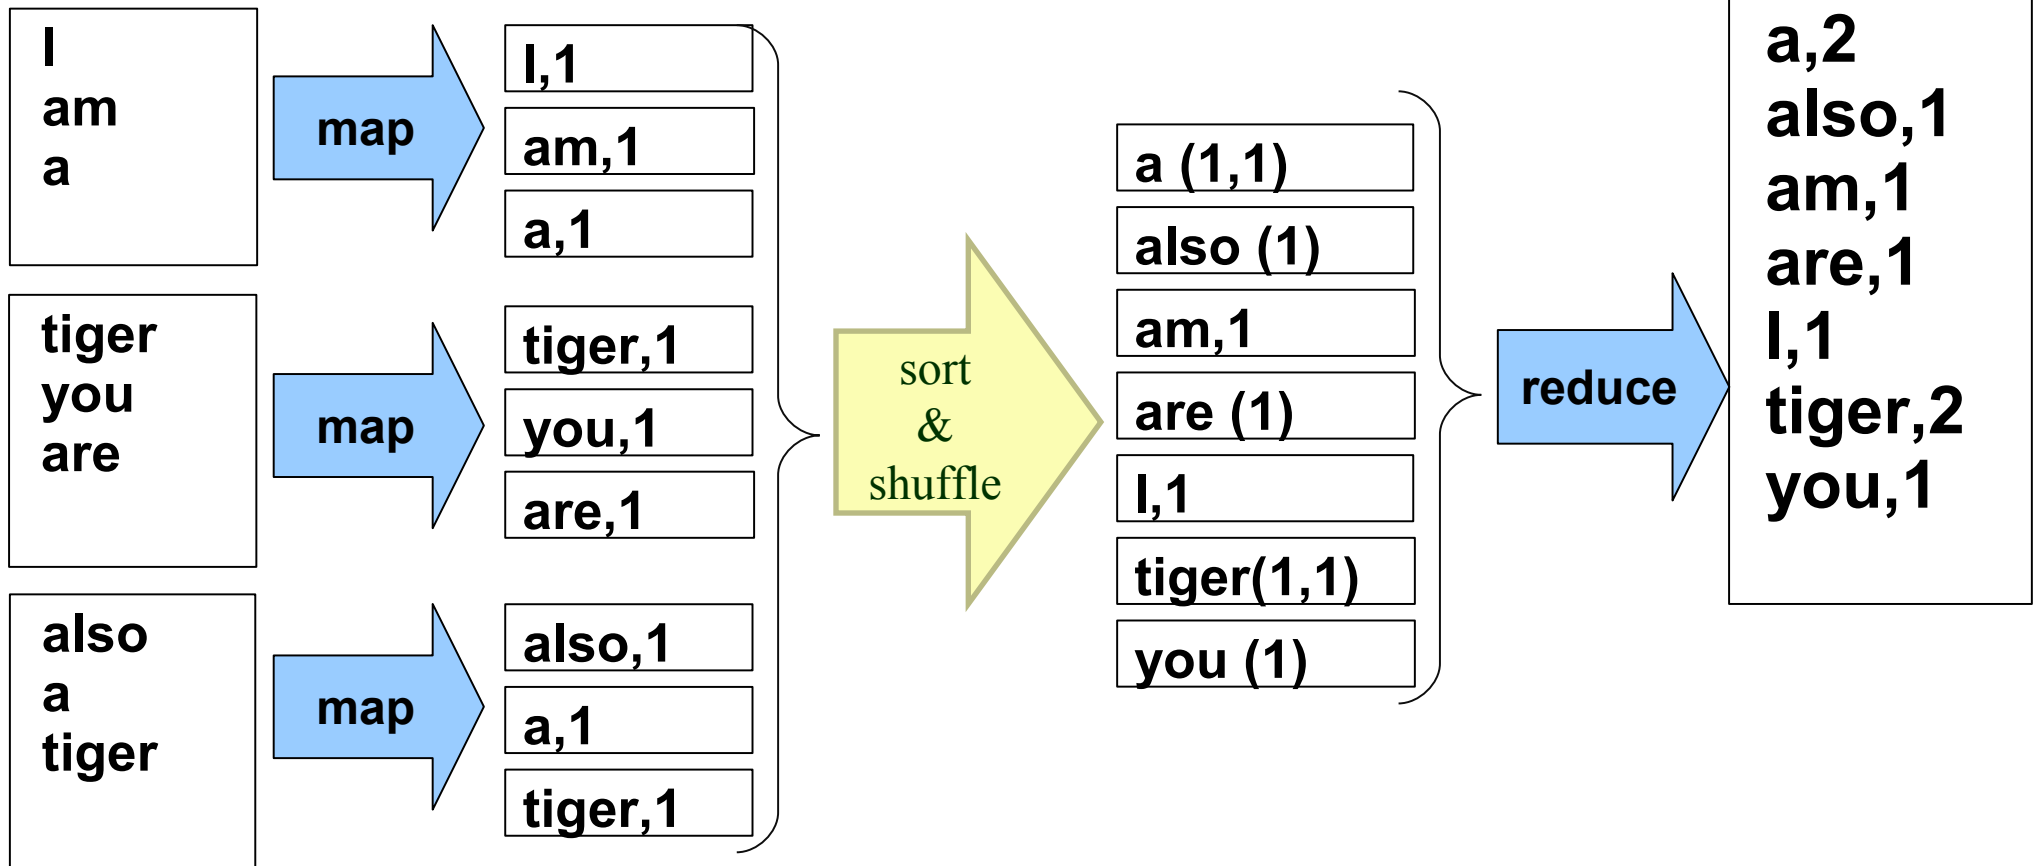 I
am
a
map
I,1
am,1
a,1
tiger
you
are
map
tiger,1
you,1
are,1
also
a
tiger
map
also,1
a,1
tiger,1
sort
&
shuffle
a (1,1)
also (1)
am,1
are (1)
I,1
tiger(1,1)
you (1)
reduce
a,2
also,1
am,1
are,1
I,1
tiger,2
you,1